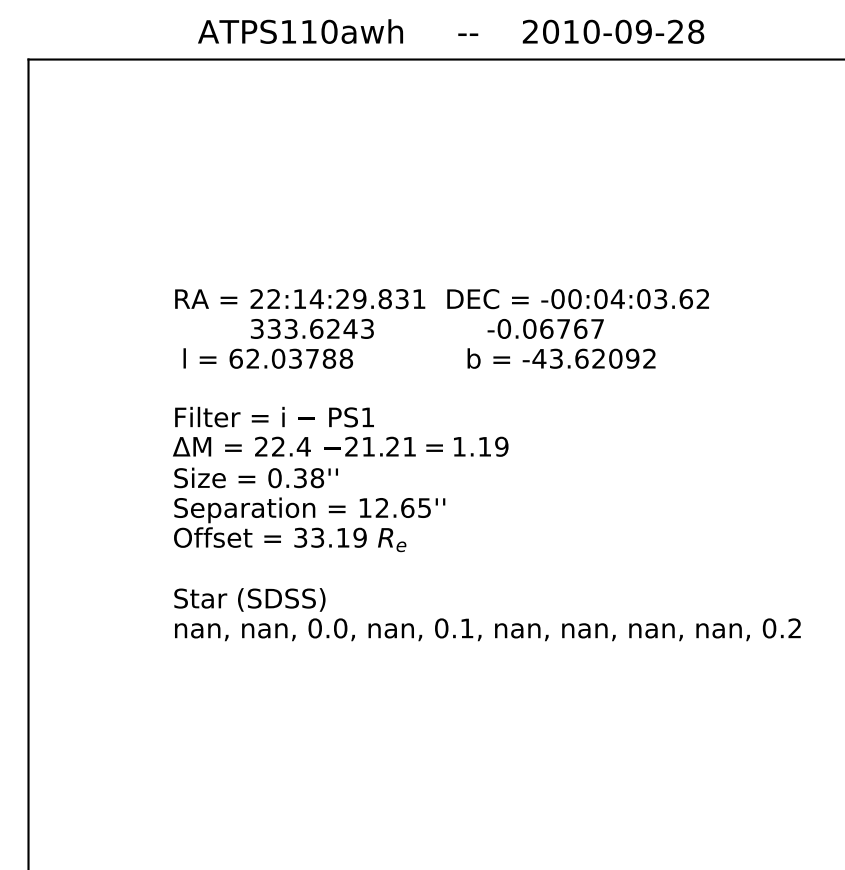 ATPS110awh -- 2010-09-28
RA = 22:14:29.831 DEC = -00:04:03.62
333.6243 -0.06767
l = 62.03788 b = -43.62092
Filter = i − PS1
ΔM = 22.4 −21.21 = 1.19
Size = 0.38''
Separation = 12.65''
Offset = 33.19 Re
Star (SDSS)
nan, nan, 0.0, nan, 0.1, nan, nan, nan, nan, 0.2